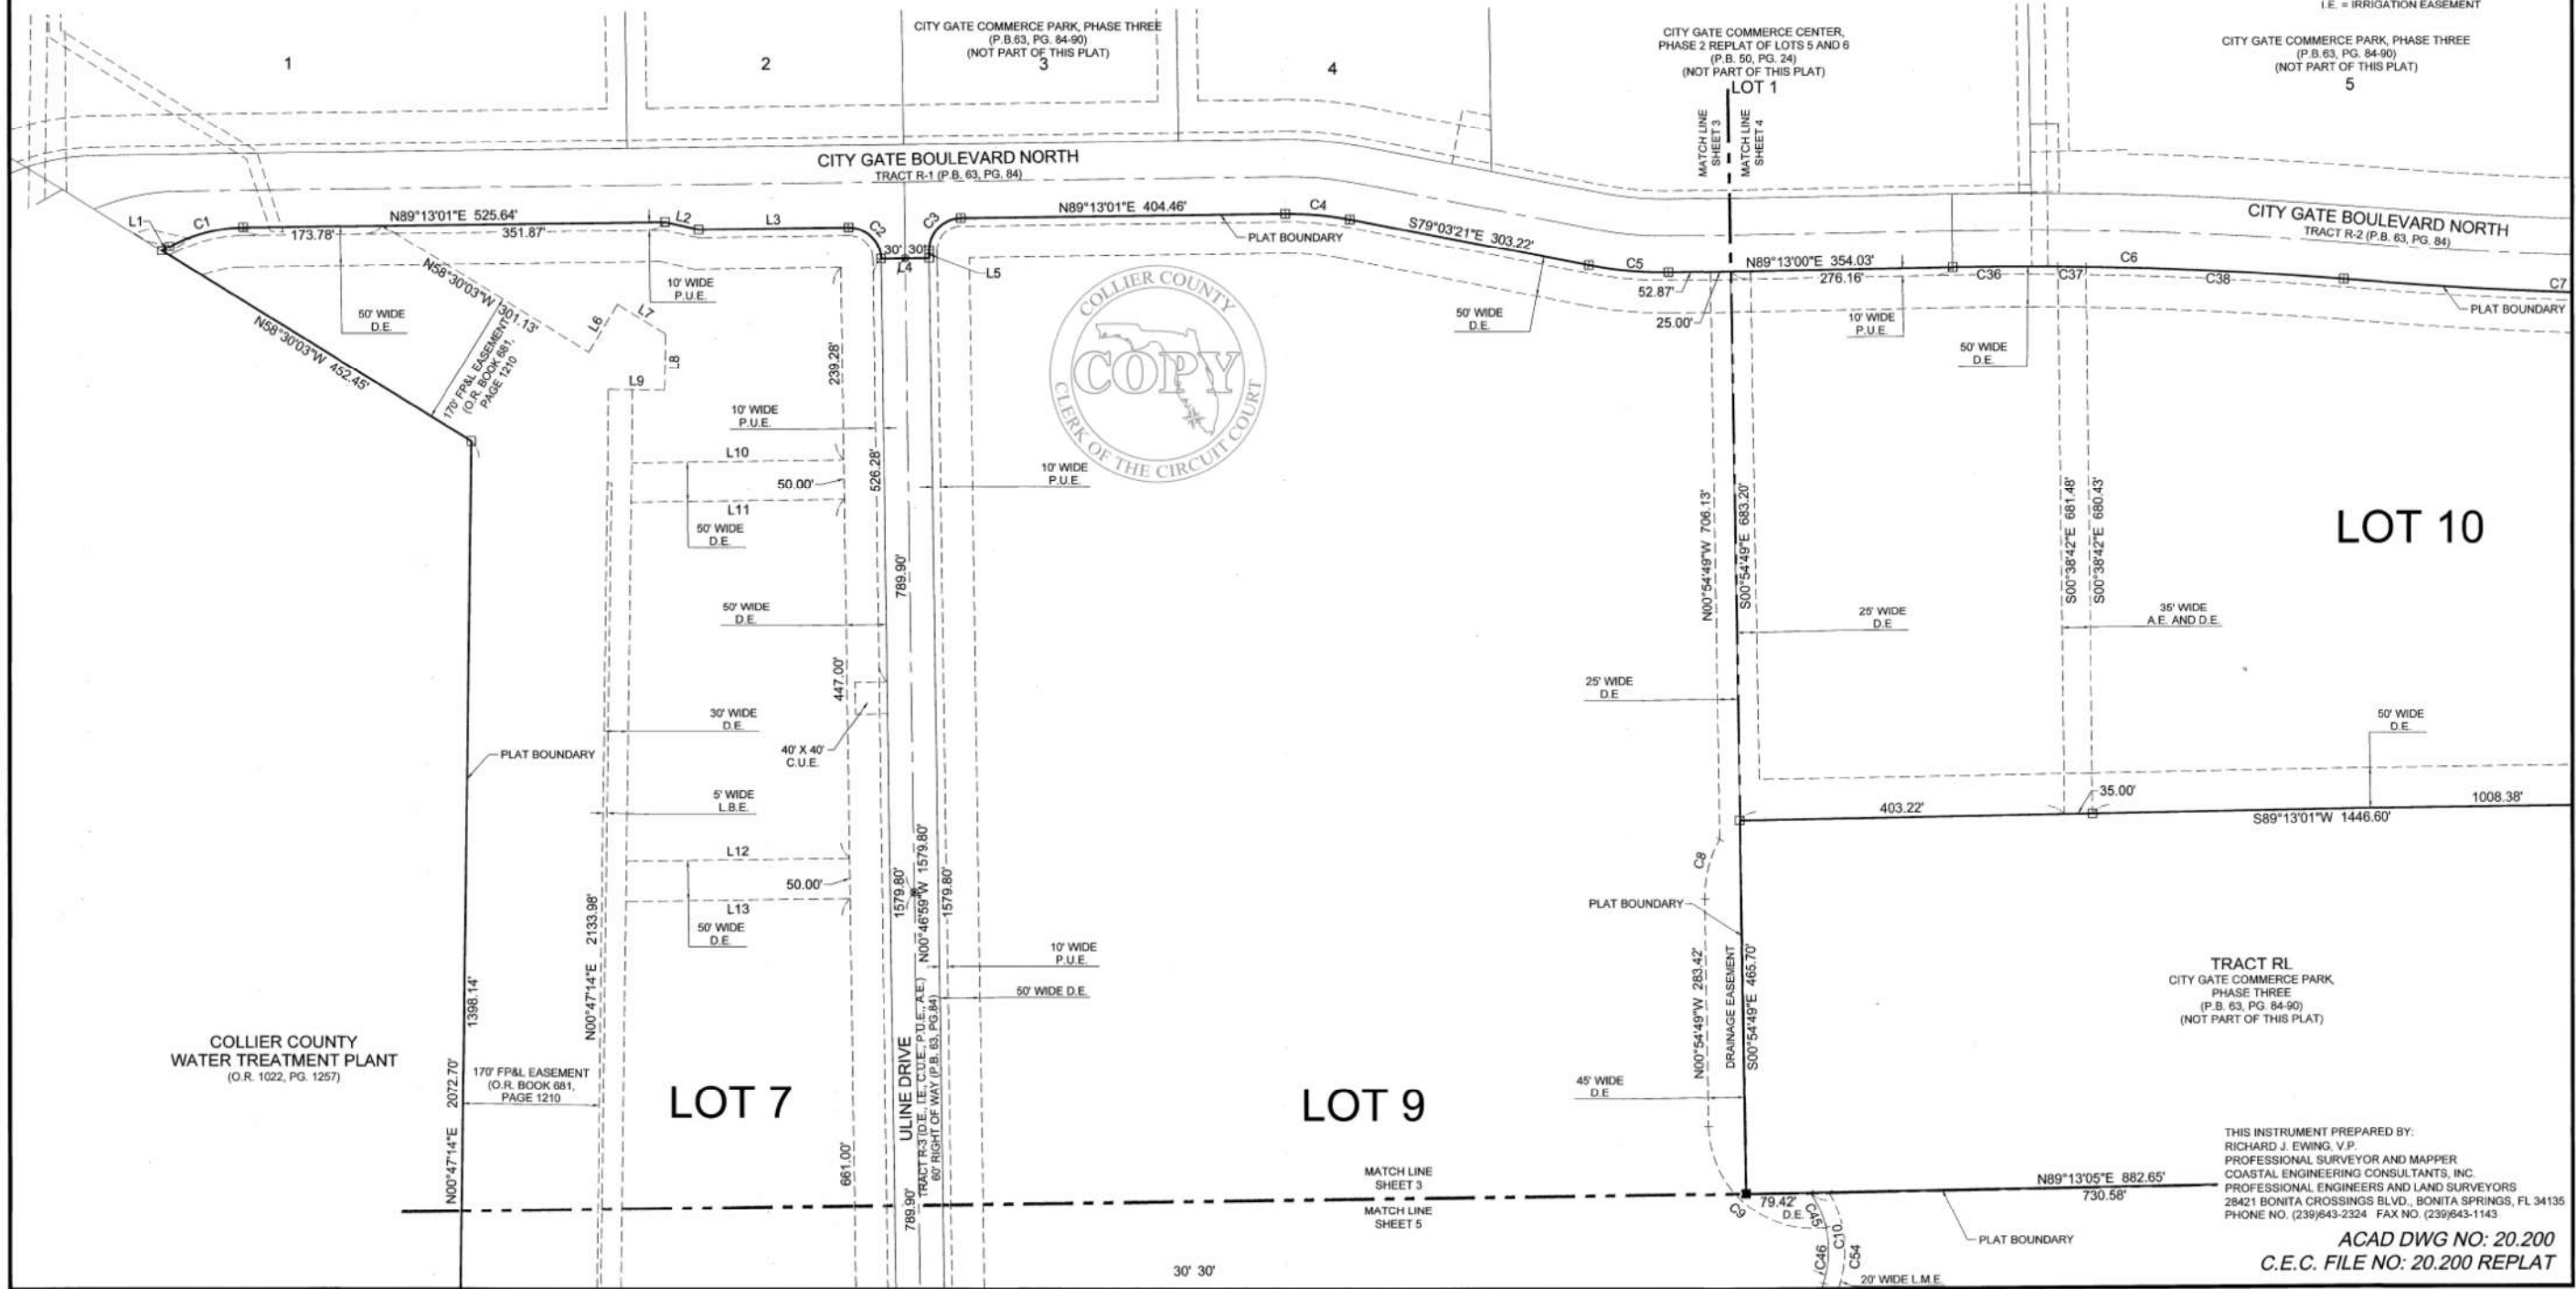 I.E. = IRRIGATION EASEMENT
CITY GATE COMMERCE PARK, PHASE THREE
(P.B.63, PG. 84-90)
(NOT PART OF THIS PLAT)
1
2
3
4
CITY GATE COMMERCE CENTER,
PHASE 2 REPLAT OF LOTS 5 AND 6
(P.B. 50, PG. 24)
(NOT PART OF THIS PLAT)
LOT 1
CITY GATE COMMERCE PARK, PHASE THREE
(P.B.63, PG. 84-90)
(NOT PART OF THIS PLAT)
5
MATCH LINE
SHEET 3
MATCH LINE
SHEET 4
CITY GATE BOULEVARD NORTH
TRACT R-1 (P.B. 63, PG. 84)
CITY GATE BOULEVARD NORTH
TRACT R-2 (P.B. 63, PG. 84)
L1
C1
N89°13'01"E 525.64'
173.78'
351.87'
L2
L3
C2
C3
30' 30'
L4
L5
N89°13'01"E 404.46'
PLAT BOUNDARY
C4
S79°03'21"E 303.22'
C5
52.87'
25.00'
N89°13'00"E 354.03'
276.16'
C36
C37
C6
C38
C7
PLAT BOUNDARY
50' WIDE
D.E.
N58°30'03"W 301.13'
N58°30'03"W 452.45'
170' FP&L EASEMENT
(O.R. BOOK 681,
PAGE 1210
10' WIDE
P.U.E.
L6
L7
L8
L9
50' WIDE
D.E.
10' WIDE
P.U.E.
50' WIDE
D.E.
COLLIER COUNTY
COPY
CLERK OF THE CIRCUIT COURT
239.28'
10' WIDE
P.U.E.
526.28'
L10
50.00'
L11
50' WIDE
D.E.
10' WIDE
P.U.E.
789.90'
50' WIDE
D.E.
447.00'
30' WIDE
D.E.
40' X 40'
C.U.E.
5' WIDE
L.B.E.
PLAT BOUNDARY
L12
50.00'
L13
50' WIDE
D.E.
N00°54'49"W 706.13'
S00°54'49"E 683.20'
25' WIDE
D.E
25' WIDE
D.E
S00°38'42"E 681.48'
S00°38'42"E 680.43'
35' WIDE
A.E. AND D.E.
LOT 10
50' WIDE
D.E.
403.22'
35.00'
1008.38'
S89°13'01"W 1446.60'
C8
PLAT BOUNDARY
N00°54'49"W 283.42'
DRAINAGE EASEMENT
S00°54'49"E 465.70'
45' WIDE
D.E
TRACT RL
CITY GATE COMMERCE PARK,
PHASE THREE
(P.B. 63, PG. 84-90)
(NOT PART OF THIS PLAT)
1579.80'
N00°46'59"W 1579.80'
1579.80'
10' WIDE
P.U.E.
50' WIDE D.E.
ULINE DRIVE
TRACT R-3 (D.E., I.E., C.U.E., P.U.E., A.E.)
60' RIGHT OF WAY (P.B. 63, PG.84)
789.90'
661.00'
N00°47'14"E 2133.98'
1398.14'
N00°47'14"E 2072.70'
COLLIER COUNTY
WATER TREATMENT PLANT
(O.R. 1022, PG. 1257)
170' FP&L EASEMENT
(O.R. BOOK 681,
PAGE 1210
LOT 7
LOT 9
MATCH LINE
SHEET 3
MATCH LINE
SHEET 5
30' 30'
C9
79.42'
D.E.
C45
C10
C46
C54
20' WIDE L.M.E.
N89°13'05"E 882.65'
730.58'
PLAT BOUNDARY
THIS INSTRUMENT PREPARED BY:
RICHARD J. EWING, V.P.
PROFESSIONAL SURVEYOR AND MAPPER
COASTAL ENGINEERING CONSULTANTS, INC.
PROFESSIONAL ENGINEERS AND LAND SURVEYORS
28421 BONITA CROSSINGS BLVD., BONITA SPRINGS, FL 34135
PHONE NO. (239)643-2324 FAX NO. (239)643-1143
ACAD DWG NO: 20.200
C.E.C. FILE NO: 20.200 REPLAT